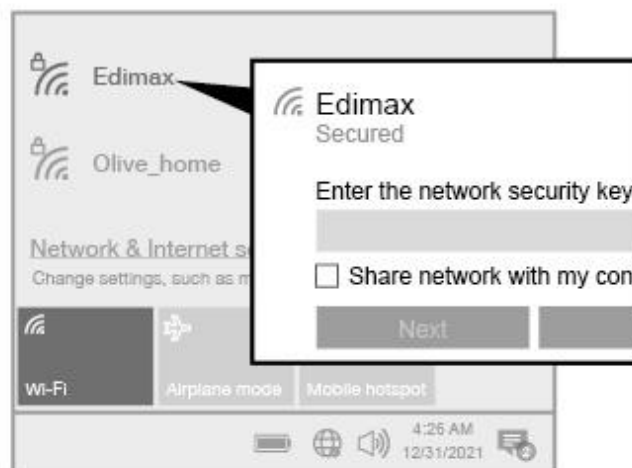 Edimax
Edimax
Secured
Olive_home
Enter the network security key
Network & Internet s
Change settings, such as m
Share network with my con
Next
Wi-Fi
Airplane mode
Mobile hotspot
4:26 AM
12/31/2021
2